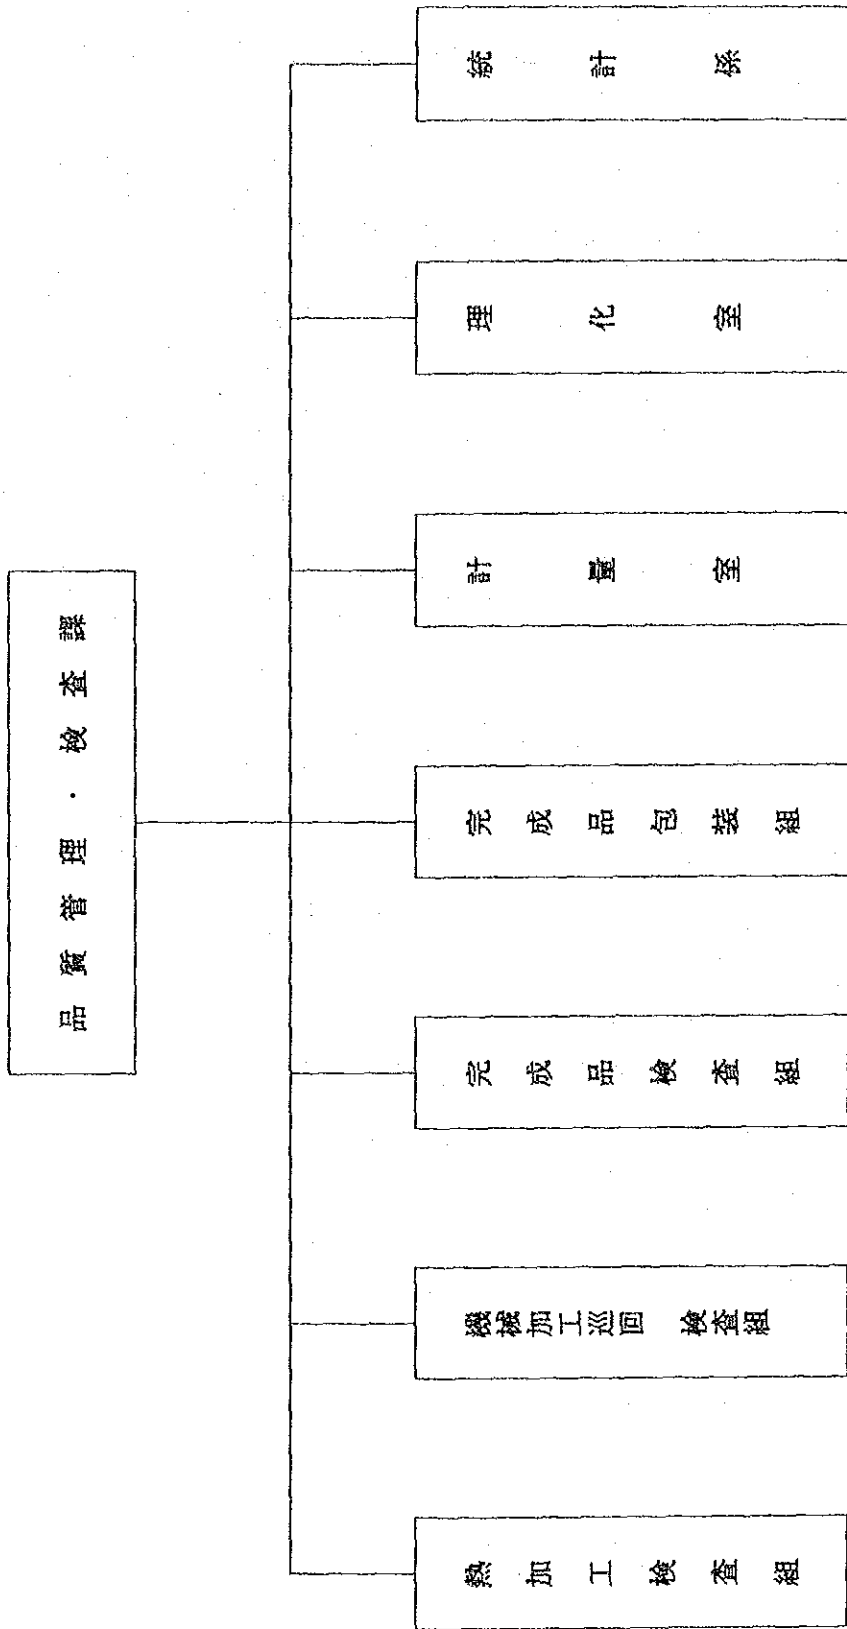 品質管理・検査課
熱加工検査組
機械加工巡回 検査組
完成品検査組
完成品包装組
計量室
理化室
統計係